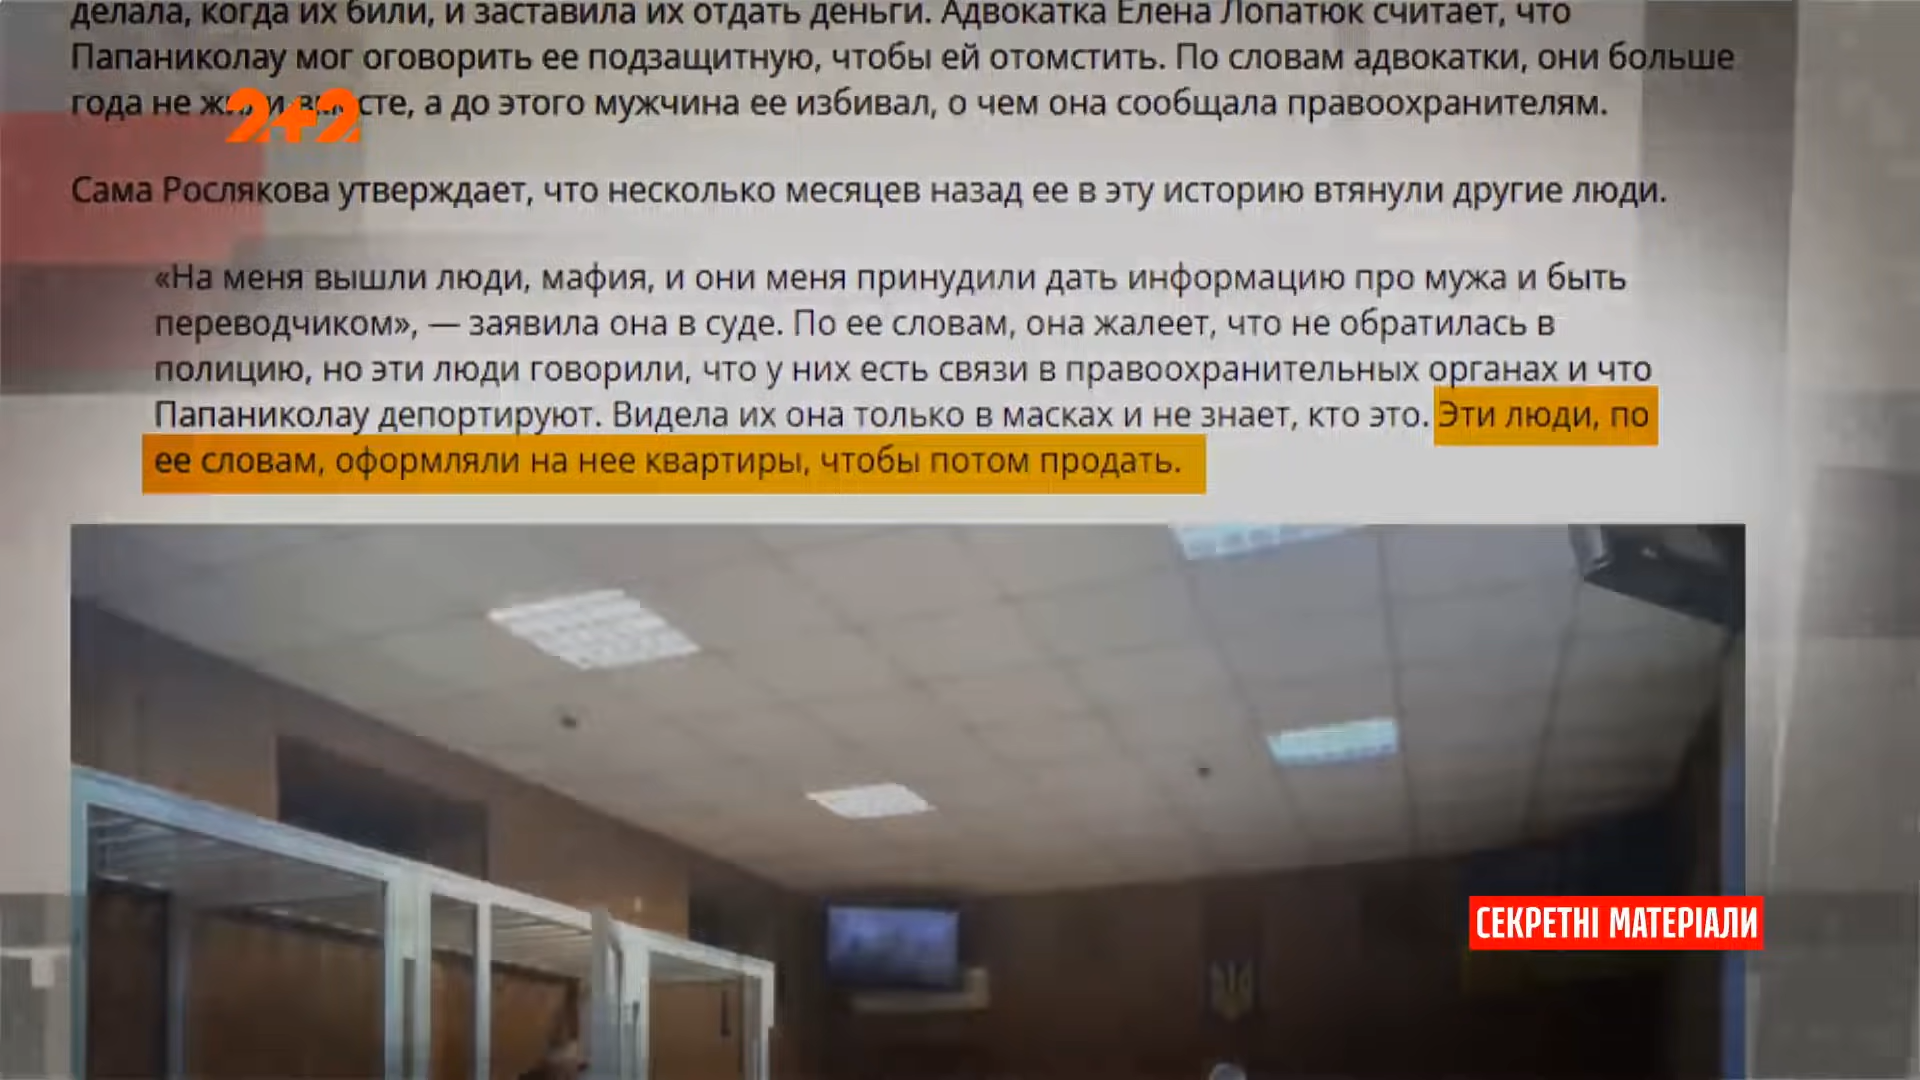 делала, когда их били, и заставила их отдать деньги. Адвокатка Елена Лопатюк считает, что
Папаниколау мог оговорить ее подзащитную, чтобы ей отомстить. По словам адвокатки, они больше
года не жили вместе, а до этого мужчина ее избивал, о чем она сообщала правоохранителям.
2+2
Сама Рослякова утверждает, что несколько месяцев назад ее в эту историю втянули другие люди.
«На меня вышли люди, мафия, и они меня принудили дать информацию про мужа и быть
переводчиком», — заявила она в суде. По ее словам, она жалеет, что не обратилась в
полицию, но эти люди говорили, что у них есть связи в правоохранительных органах и что
Папаниколау депортируют. Видела их она только в масках и не знает, кто это. Эти люди, по
ее словам, оформляли на нее квартиры, чтобы потом продать.
СЕКРЕТНІ МАТЕРІАЛИ